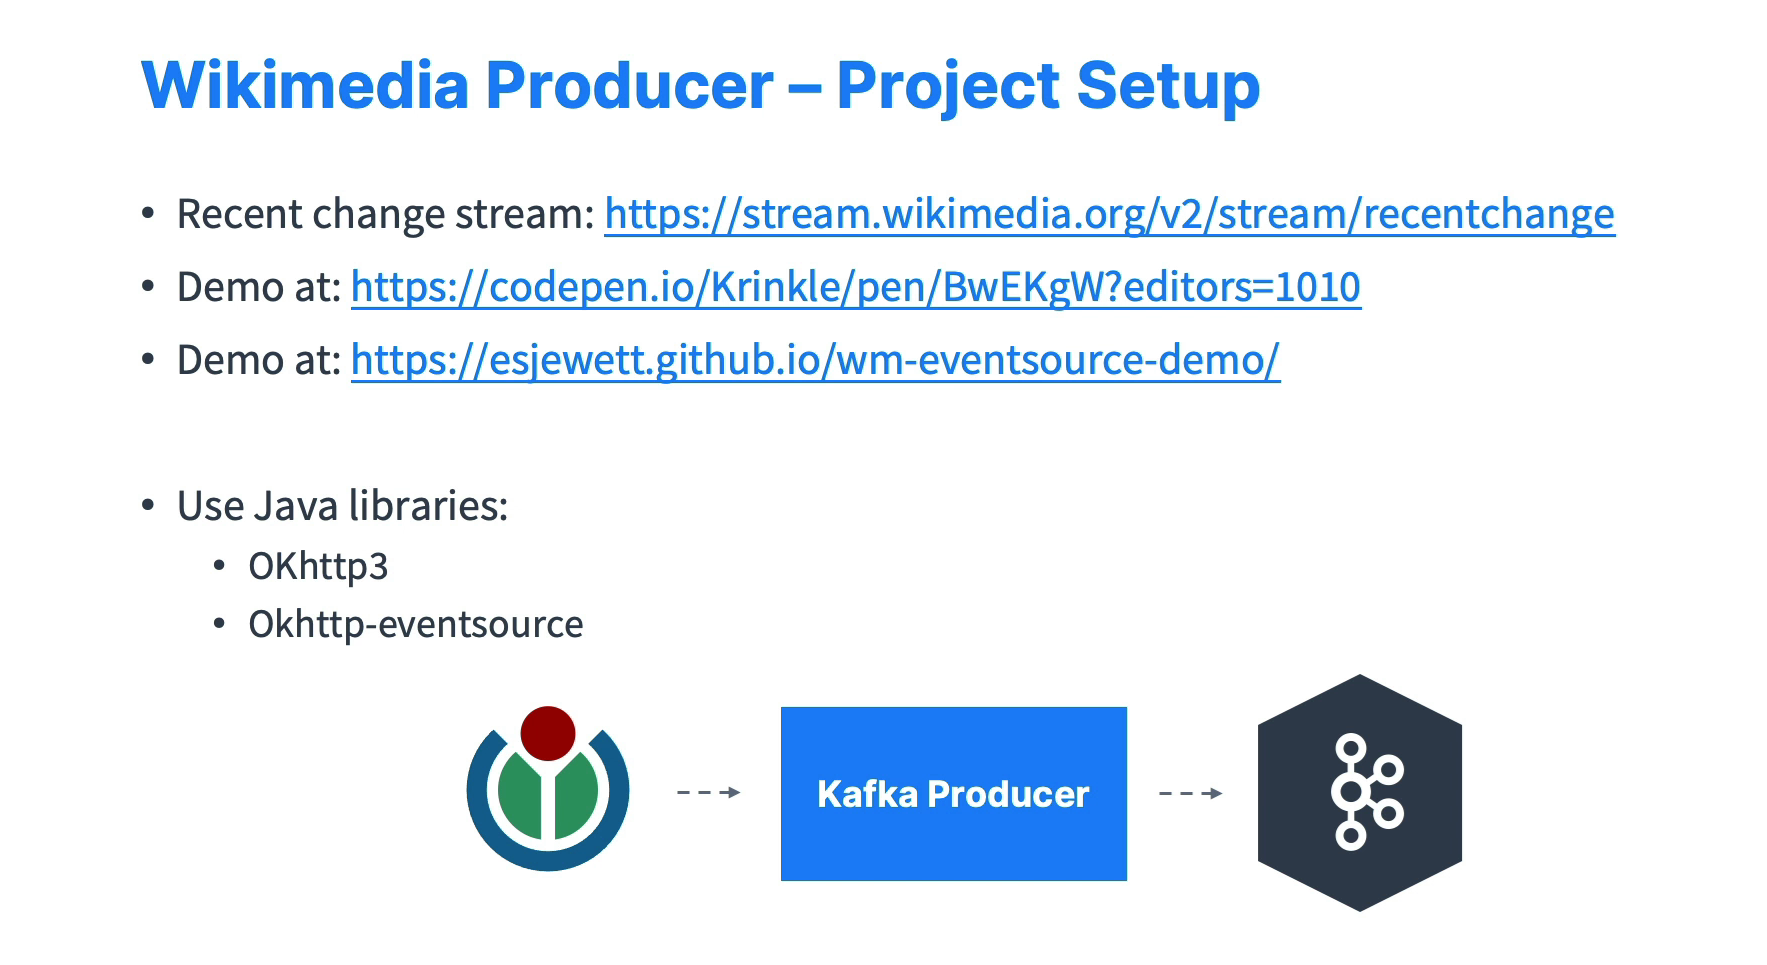 Wikimedia Producer – Project Setup
• Recent change stream: https://stream.wikimedia.org/v2/stream/recentchange
• Demo at: https://codepen.io/Krinkle/pen/BwEKgW?editors=1010
• Demo at: https://esjewett.github.io/wm-eventsource-demo/
• Use Java libraries:
• OKhttp3
• Okhttp-eventsource
Kafka Producer